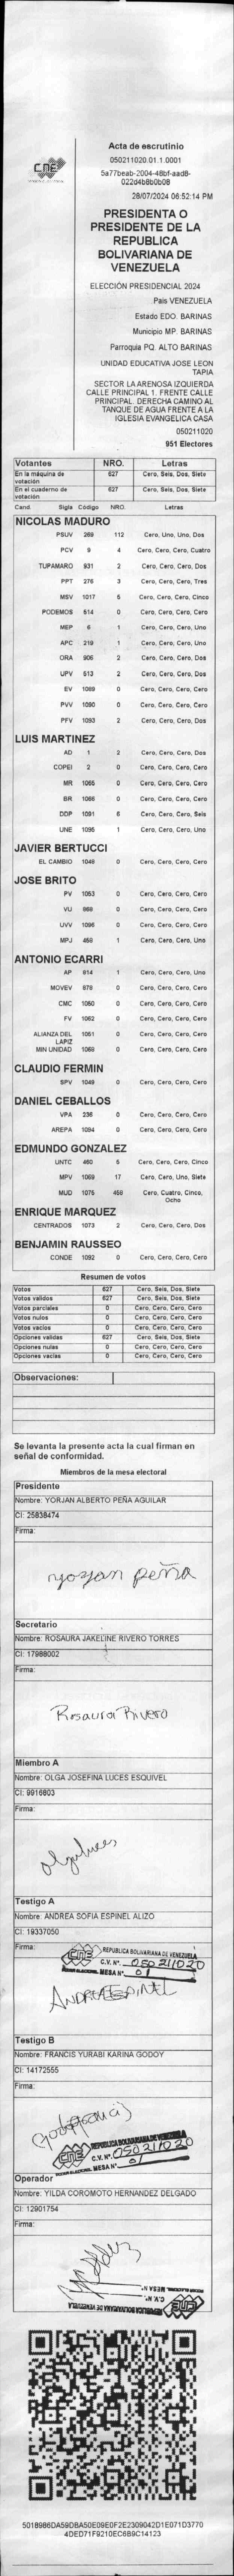 CNE
Acta de escrutinio
050211020.01.1.0001
5a77beab-2004-48bf-aad8-
022d4b8b0b08
28/07/2024 06:52:14 PM
PRESIDENTA O
PRESIDENTE DE LA
REPUBLICA
BOLIVARIANA DE
VENEZUELA
ELECCIÓN PRESIDENCIAL 2024
Pais VENEZUELA
Estado EDO. BARINAS
Municipio MP. BARINAS
Parroquia PQ. ALTO BARINAS
UNIDAD EDUCATIVA JOSE LEON
TAPIA
SECTOR LA ARENOSA IZQUIERDA
CALLE PRINCIPAL 1. FRENTE CALLE
PRINCIPAL. DERECHA CAMINO AL
TANQUE DE AGUA FRENTE A LA
IGLESIA EVANGELICA CASA
050211020
951 Electores
Votantes NRO. Letras
En la máquina de votación 627 Cero, Seis, Dos, Siete
En el cuaderno de votación 627 Cero, Seis, Dos, Siete
Cand. Sigla Código NRO. Letras
NICOLAS MADURO
PSUV 269 112 Cero, Uno, Uno, Dos
PCV 9 4 Cero, Cero, Cero, Cuatro
TUPAMARO 931 2 Cero, Cero, Cero, Dos
PPT 276 3 Cero, Cero, Cero, Tres
MSV 1017 5 Cero, Cero, Cero, Cinco
PODEMOS 514 0 Cero, Cero, Cero, Cero
MEP 6 1 Cero, Cero, Cero, Uno
APC 219 1 Cero, Cero, Cero, Uno
ORA 906 2 Cero, Cero, Cero, Dos
UPV 513 2 Cero, Cero, Cero, Dos
EV 1089 0 Cero, Cero, Cero, Cero
PVV 1090 0 Cero, Cero, Cero, Cero
PFV 1093 2 Cero, Cero, Cero, Dos
LUIS MARTINEZ
AD 1 2 Cero, Cero, Cero, Dos
COPEI 2 0 Cero, Cero, Cero, Cero
MR 1065 0 Cero, Cero, Cero, Cero
BR 1066 0 Cero, Cero, Cero, Cero
DDP 1091 6 Cero, Cero, Cero, Seis
UNE 1095 1 Cero, Cero, Cero, Uno
JAVIER BERTUCCI
EL CAMBIO 1048 0 Cero, Cero, Cero, Cero
JOSE BRITO
PV 1053 0 Cero, Cero, Cero, Cero
VU 969 0 Cero, Cero, Cero, Cero
UVV 1096 0 Cero, Cero, Cero, Cero
MPJ 459 1 Cero, Cero, Cero, Uno
ANTONIO ECARRI
AP 814 1 Cero, Cero, Cero, Uno
MOVEV 878 0 Cero, Cero, Cero, Cero
CMC 1050 0 Cero, Cero, Cero, Cero
FV 1052 0 Cero, Cero, Cero, Cero
ALIANZA DEL LAPIZ 1051 0 Cero, Cero, Cero, Cero
MIN UNIDAD 1058 0 Cero, Cero, Cero, Cero
CLAUDIO FERMIN
SPV 1049 0 Cero, Cero, Cero, Cero
DANIEL CEBALLOS
VPA 236 0 Cero, Cero, Cero, Cero
AREPA 1094 0 Cero, Cero, Cero, Cero
EDMUNDO GONZALEZ
UNTC 460 5 Cero, Cero, Cero, Cinco
MPV 1069 17 Cero, Cero, Uno, Siete
MUD 1075 458 Cero, Cuatro, Cinco, Ocho
ENRIQUE MARQUEZ
CENTRADOS 1073 2 Cero, Cero, Cero, Dos
BENJAMIN RAUSSEO
CONDE 1092 0 Cero, Cero, Cero, Cero
Resumen de votos
Votos 627 Cero, Seis, Dos, Siete
Votos validos 627 Cero, Seis, Dos, Siete
Votos parciales 0 Cero, Cero, Cero, Cero
Votos nulos 0 Cero, Cero, Cero, Cero
Votos vacios 0 Cero, Cero, Cero, Cero
Opciones validas 627 Cero, Seis, Dos, Siete
Opciones nulas 0 Cero, Cero, Cero, Cero
Opciones vacias 0 Cero, Cero, Cero, Cero
Observaciones:
Se levanta la presente acta la cual firman en
señal de conformidad.
Miembros de la mesa electoral
Presidente
Nombre: YORJAN ALBERTO PEÑA AGUILAR
CI: 25838474
Firma:
yorjan peña
Secretario
Nombre: ROSAURA JAKELINE RIVERO TORRES
CI: 17988002
Firma:
Rosaura Rivero
Miembro A
Nombre: OLGA JOSEFINA LUCES ESQUIVEL
CI: 9916803
Firma:
olgaluces
Testigo A
Nombre: ANDREA SOFIA ESPINEL ALIZO
CI: 19337050
Firma:
CNE REPUBLICA BOLIVARIANA DE VENEZUELA
C.V. N°. 050211020
PODER ELECTORAL MESA N°. 01
ANDREA ESPINEL
Testigo B
Nombre: FRANCIS YURABI KARINA GODOY
CI: 14172555
Firma:
CNE REPUBLICA BOLIVARIANA DE VENEZUELA
C.V. N°. 050211020
PODER ELECTORAL MESA N°. 01
Operador
Nombre: YILDA COROMOTO HERNANDEZ DELGADO
CI: 12901754
Firma:
PODER ELECTORAL MESA N°.
C.V. N°.
CNE REPUBLICA BOLIVARIANA DE VENEZUELA
5018986DA59DBA50E09E0F2E2309042D1E071D3770
4DED71F9210EC6B9C14123